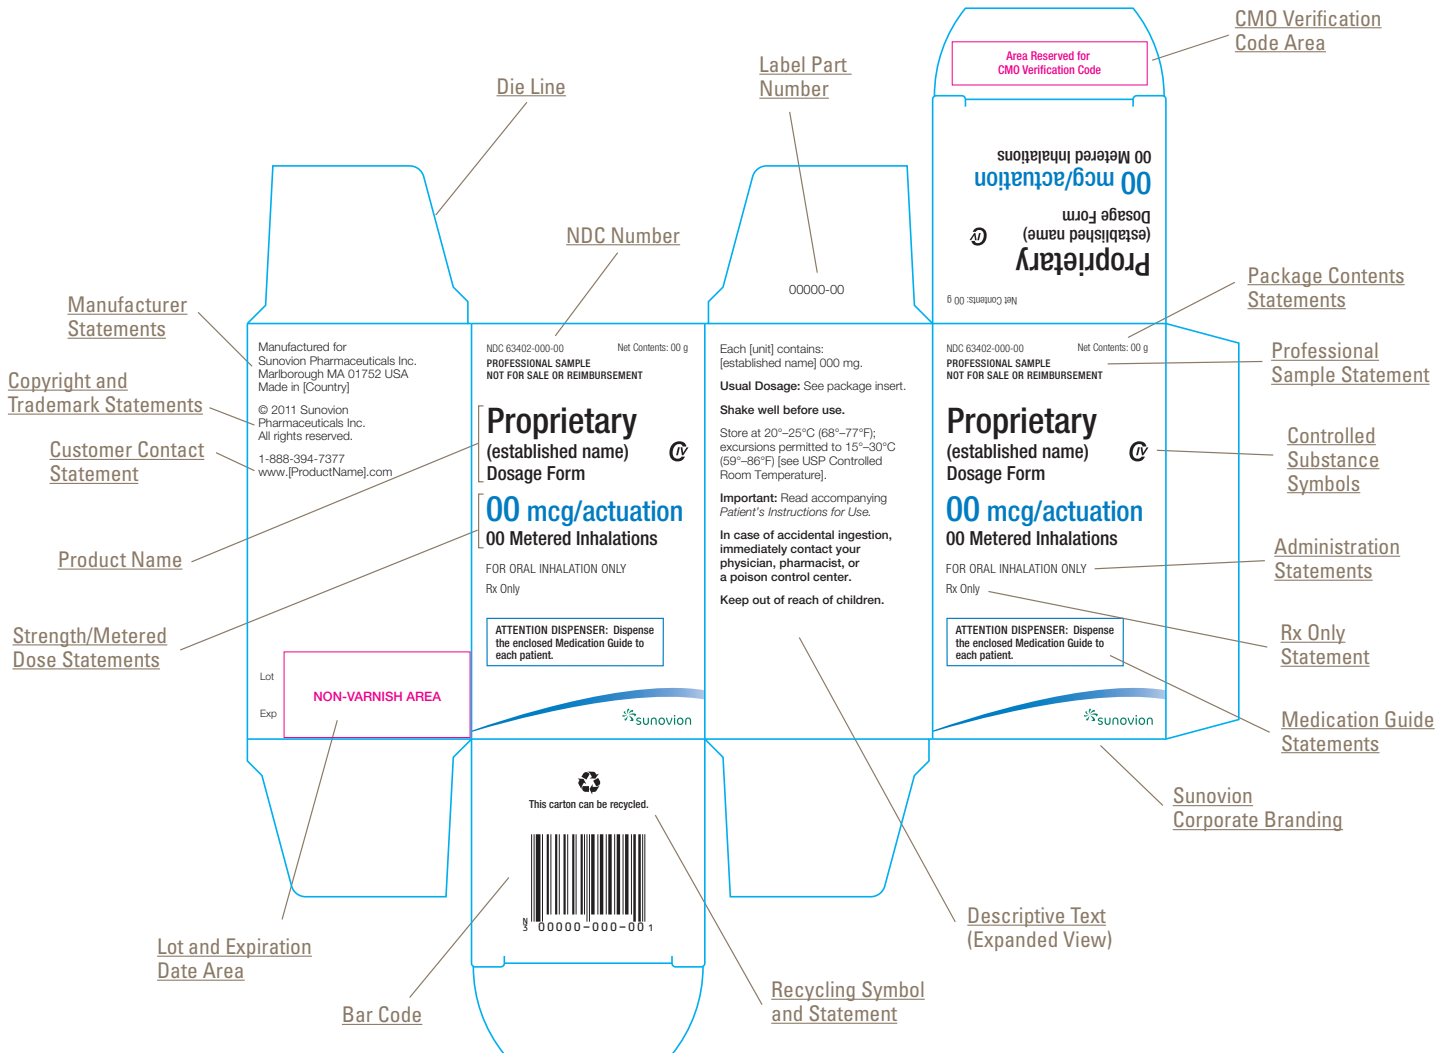 CMO Verification
Code Area
Area Reserved for
CMO Verification Code
Label Part
Number
Die Line
00 Metered Inhalations
00 mcg/actuation
Dosage Form
(established name)
CIV
Proprietary
Net Contents: 00 g
NDC Number
00000-00
Package Contents
Statements
Manufacturer
Statements
Professional
Sample Statement
Copyright and
Trademark Statements
Customer Contact
Statement
Controlled
Substance
Symbols
Product Name
Administration
Statements
Strength/Metered
Dose Statements
Rx Only
Statement
Medication Guide
Statements
Sunovion
Corporate Branding
Manufactured for
Sunovion Pharmaceuticals Inc.
Marlborough MA 01752 USA
Made in [Country]
© 2011 Sunovion
Pharmaceuticals Inc.
All rights reserved.
1-888-394-7377
www.[ProductName].com
Lot
Exp
NON-VARNISH AREA
NDC 63402-000-00
Net Contents: 00 g
PROFESSIONAL SAMPLE
NOT FOR SALE OR REIMBURSEMENT
Proprietary
(established name)
CIV
Dosage Form
00 mcg/actuation
00 Metered Inhalations
FOR ORAL INHALATION ONLY
Rx Only
ATTENTION DISPENSER: Dispense
the enclosed Medication Guide to
each patient.
sunovion
Each [unit] contains:
[established name] 000 mg.
Usual Dosage: See package insert.
Shake well before use.
Store at 20°–25°C (68°–77°F);
excursions permitted to 15°–30°C
(59°–86°F) [see USP Controlled
Room Temperature].
Important: Read accompanying
Patient's Instructions for Use.
In case of accidental ingestion,
immediately contact your
physician, pharmacist, or
a poison control center.
Keep out of reach of children.
NDC 63402-000-00
Net Contents: 00 g
PROFESSIONAL SAMPLE
NOT FOR SALE OR REIMBURSEMENT
Proprietary
(established name)
CIV
Dosage Form
00 mcg/actuation
00 Metered Inhalations
FOR ORAL INHALATION ONLY
Rx Only
ATTENTION DISPENSER: Dispense
the enclosed Medication Guide to
each patient.
sunovion
This carton can be recycled.
N
3 00000-000-00 1
Lot and Expiration
Date Area
Bar Code
Recycling Symbol
and Statement
Descriptive Text
(Expanded View)